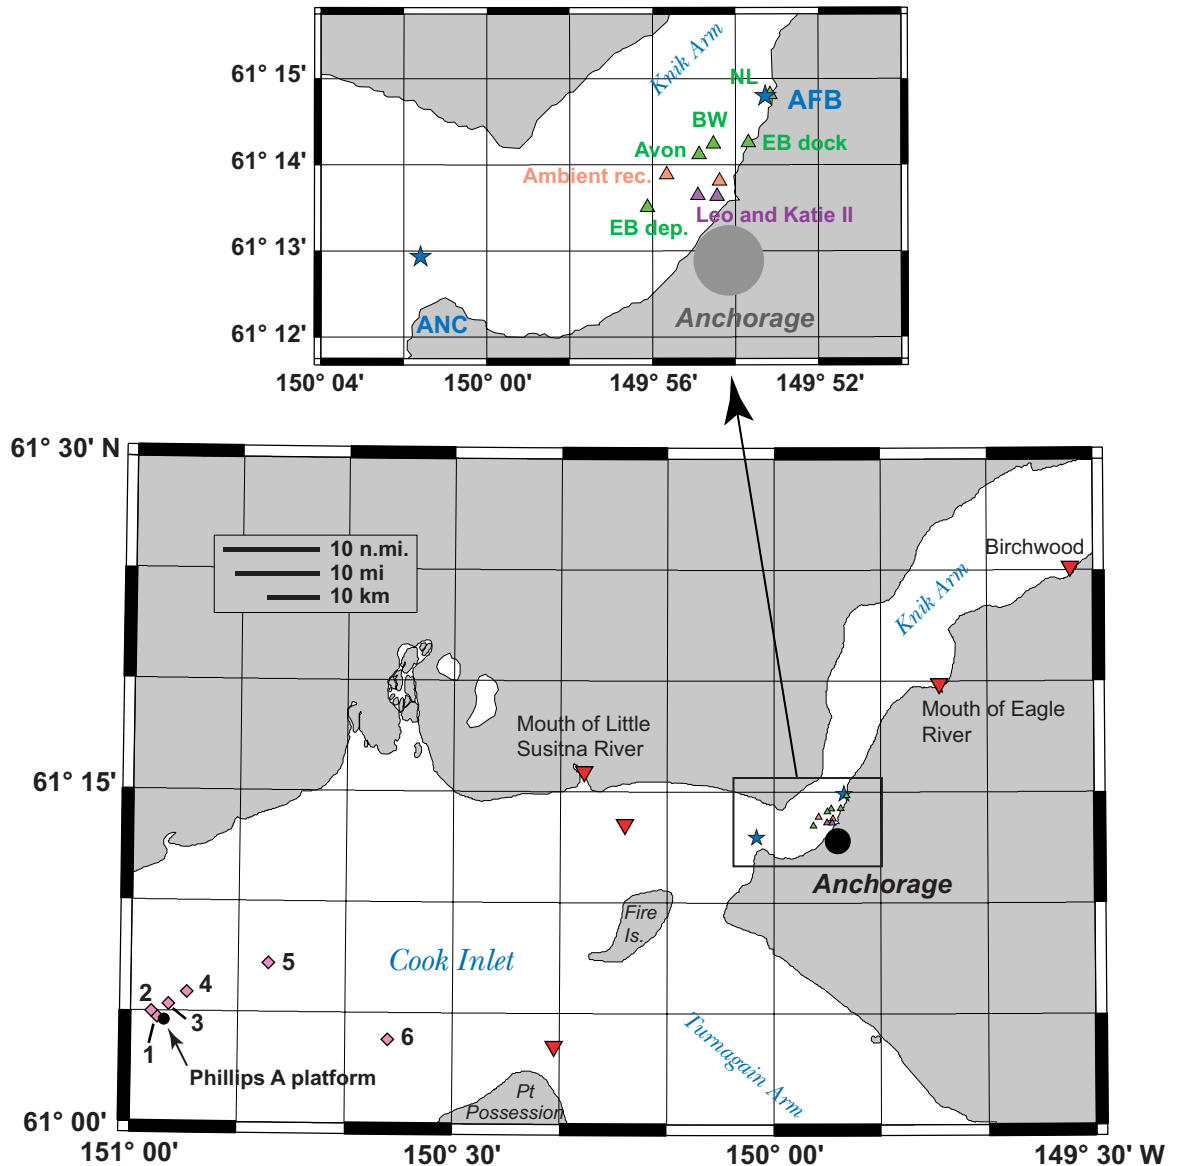 Knik Arm
61° 15'
NL
AFB
BW
EB dock
Avon
61° 14'
Ambient rec.
Leo and Katie II
EB dep.
61° 13'
Anchorage
ANC
61° 12'
150° 04'
150° 00'
149° 56'
149° 52'
61° 30' N
10 n.mi.
10 mi
10 km
Birchwood
Knik Arm
Mouth of Eagle
River
Mouth of Little
Susitna River
61° 15'
Anchorage
Fire
Is.
Cook Inlet
5
4
2
3
1
6
Phillips A platform
Turnagain Arm
Pt
Possession
61° 00'
151° 00'
150° 30'
150° 00'
149° 30' W